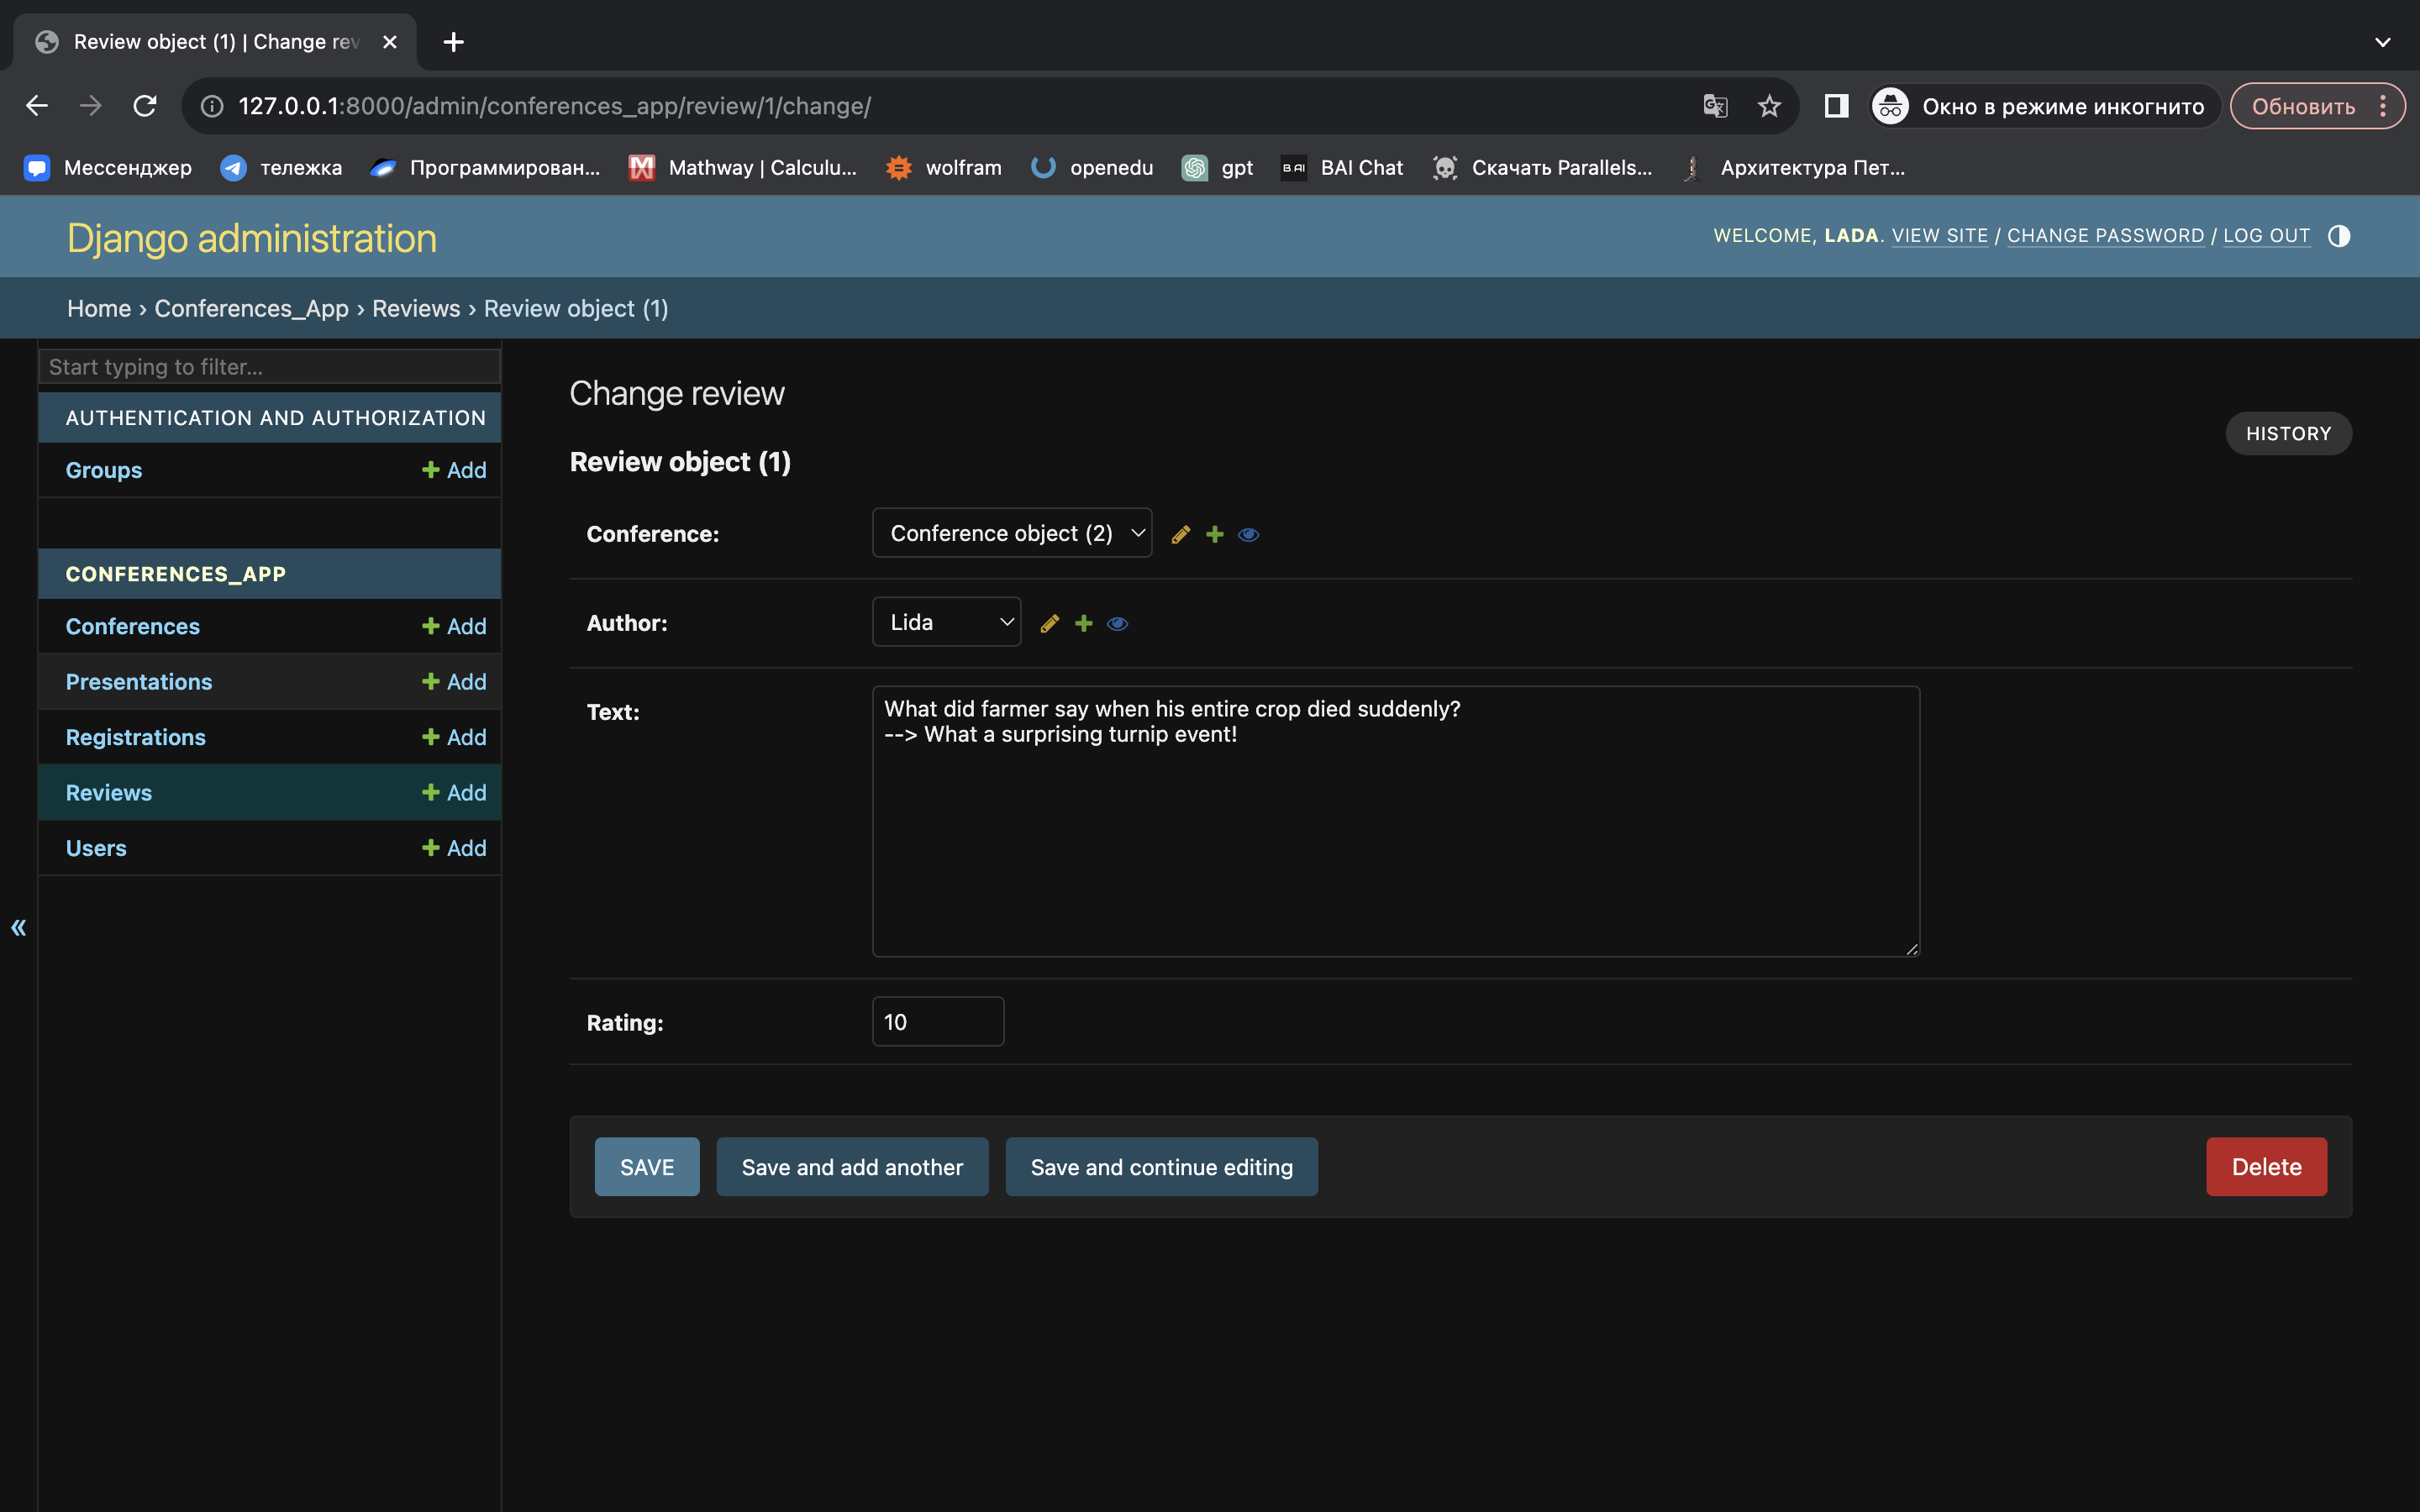 Review object (1) | Change rev
127.0.0.1:8000/admin/conferences_app/review/1/change/
Окно в режиме инкогнито
Обновить
Мессенджер
тележка
Программирован...
Mathway | Calculu...
wolfram
openedu
gpt
BAI Chat
Скачать Parallels...
Архитектура Пет...
Django administration
WELCOME, LADA. VIEW SITE / CHANGE PASSWORD / LOG OUT
Home › Conferences_App › Reviews › Review object (1)
Start typing to filter...
AUTHENTICATION AND AUTHORIZATION
Groups + Add
CONFERENCES_APP
Conferences + Add
Presentations + Add
Registrations + Add
Reviews + Add
Users + Add
«
Change review
HISTORY
Review object (1)
Conference: Conference object (2)
Author: Lida
Text: What did farmer say when his entire crop died suddenly?
--> What a surprising turnip event!
Rating: 10
SAVE Save and add another Save and continue editing Delete